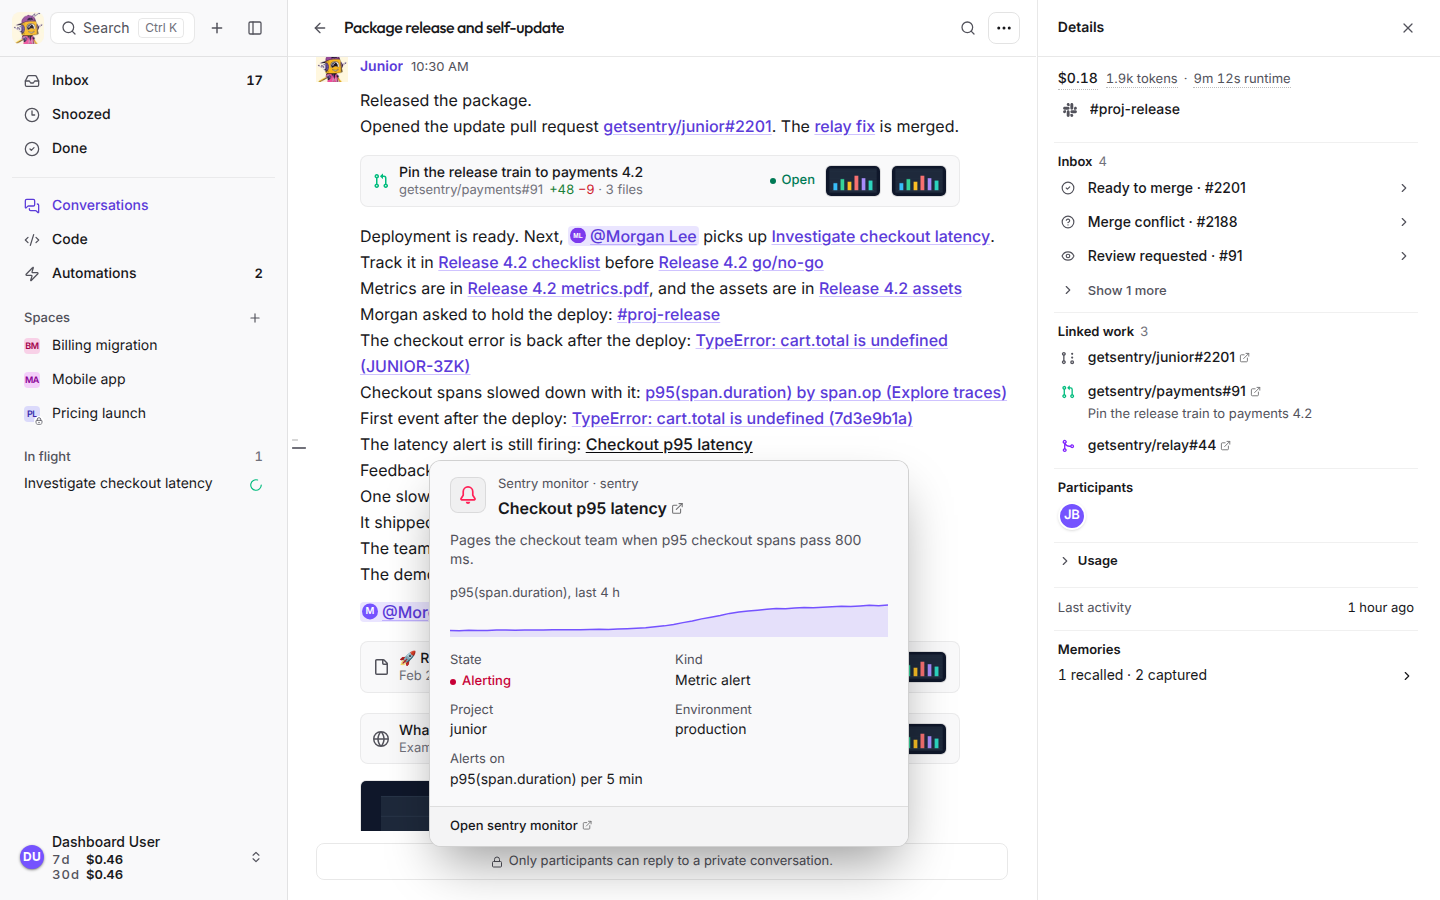 Search
Ctrl K
Inbox
17
Snoozed
Done
Conversations
Code
Automations
2
Spaces
BM
Billing migration
MA
Mobile app
PL
Pricing launch
In flight
1
Investigate checkout latency
DU
Dashboard User
7d $0.46
30d $0.46
Package release and self-update
Junior 10:30 AM
Released the package.
Opened the update pull request getsentry/junior#2201. The relay fix is merged.
Pin the release train to payments 4.2
getsentry/payments#91 +48 −9 · 3 files
Open
Deployment is ready. Next, ML @Morgan Lee picks up Investigate checkout latency.
Track it in Release 4.2 checklist before Release 4.2 go/no-go
Metrics are in Release 4.2 metrics.pdf, and the assets are in Release 4.2 assets
Morgan asked to hold the deploy: #proj-release
The checkout error is back after the deploy: TypeError: cart.total is undefined
(JUNIOR-3ZK)
Checkout spans slowed down with it: p95(span.duration) by span.op (Explore traces)
First event after the deploy: TypeError: cart.total is undefined (7d3e9b1a)
The latency alert is still firing: Checkout p95 latency
Feedback
One slow
It shipped
The team
The dem
M @Mor
🚀 R
Feb 2
Wha
Exam
Sentry monitor · sentry
Checkout p95 latency
Pages the checkout team when p95 checkout spans pass 800
ms.
p95(span.duration), last 4 h
State
Alerting
Kind
Metric alert
Project
junior
Environment
production
Alerts on
p95(span.duration) per 5 min
Open sentry monitor
Only participants can reply to a private conversation.
Details
$0.18 1.9k tokens · 9m 12s runtime
#proj-release
Inbox 4
Ready to merge · #2201
Merge conflict · #2188
Review requested · #91
Show 1 more
Linked work 3
getsentry/junior#2201
getsentry/payments#91
Pin the release train to payments 4.2
getsentry/relay#44
Participants
JB
Usage
Last activity
1 hour ago
Memories
1 recalled · 2 captured